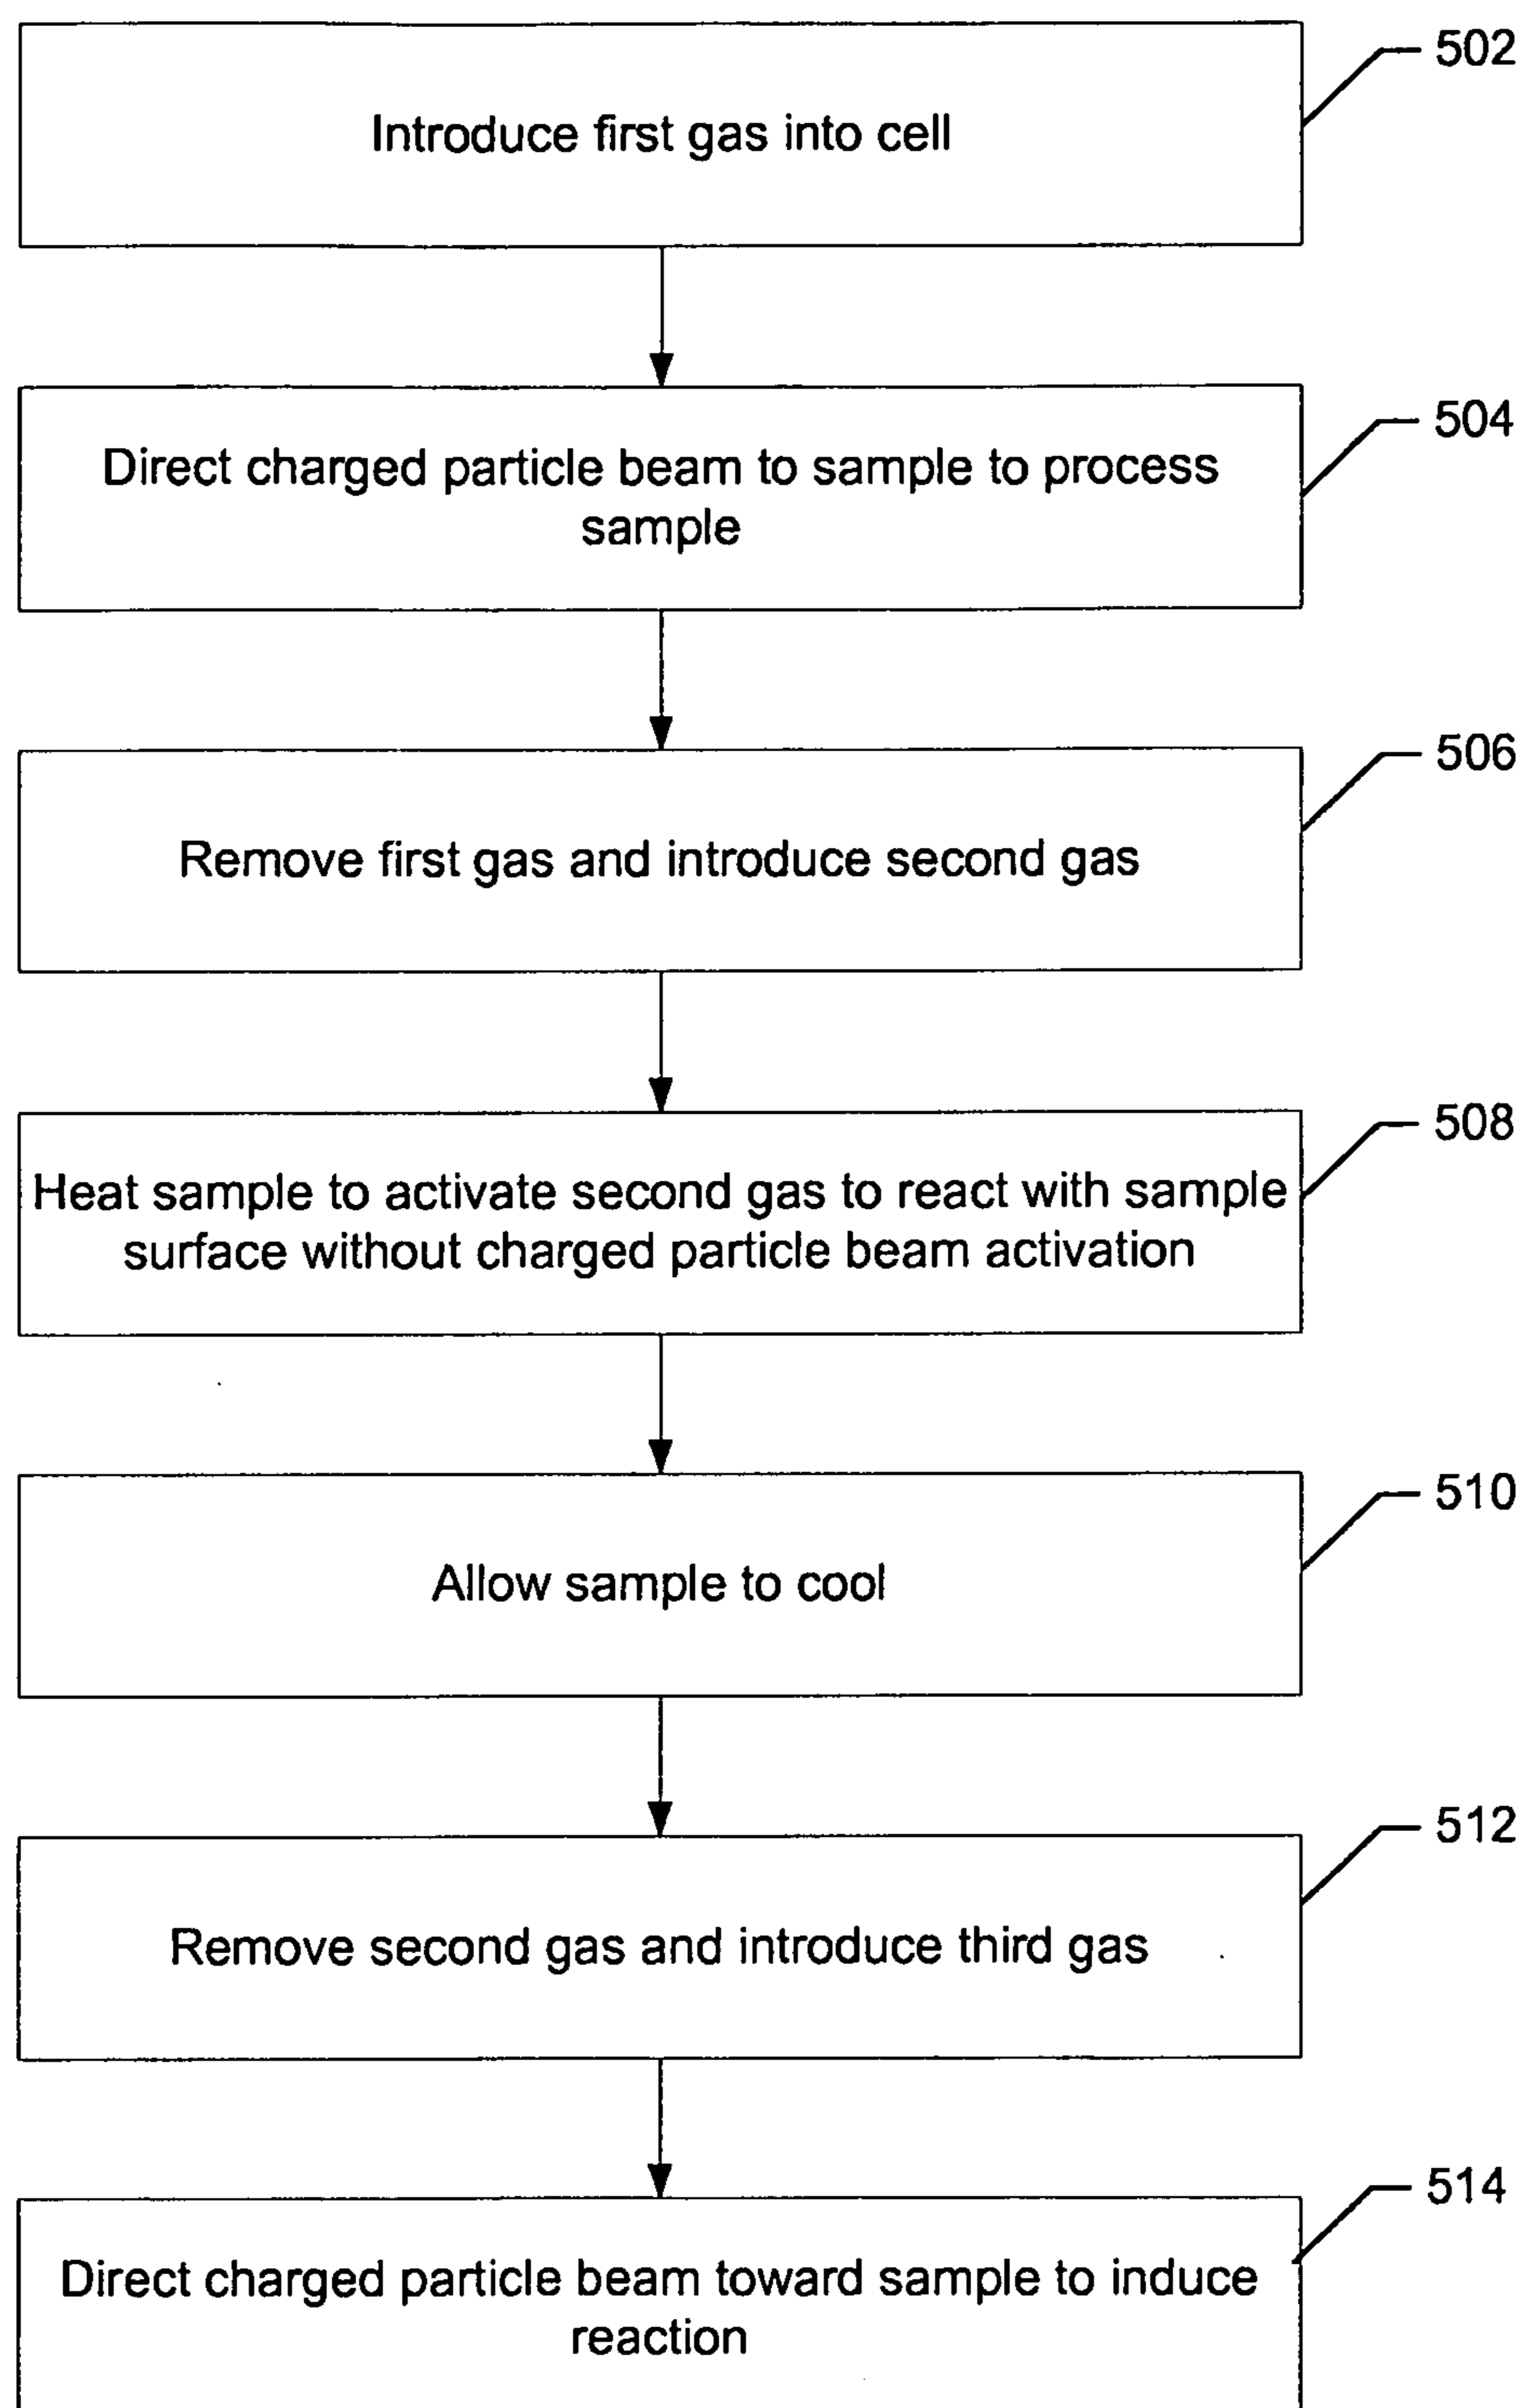 502
Introduce first gas into cell
504
Direct charged particle beam to sample to process
sample
506
Remove first gas and introduce second gas
508
Heat sample to activate second gas to react with sample
surface without charged particle beam activation
510
Allow sample to cool
512
Remove second gas and introduce third gas
514
Direct charged particle beam toward sample to induce
reaction